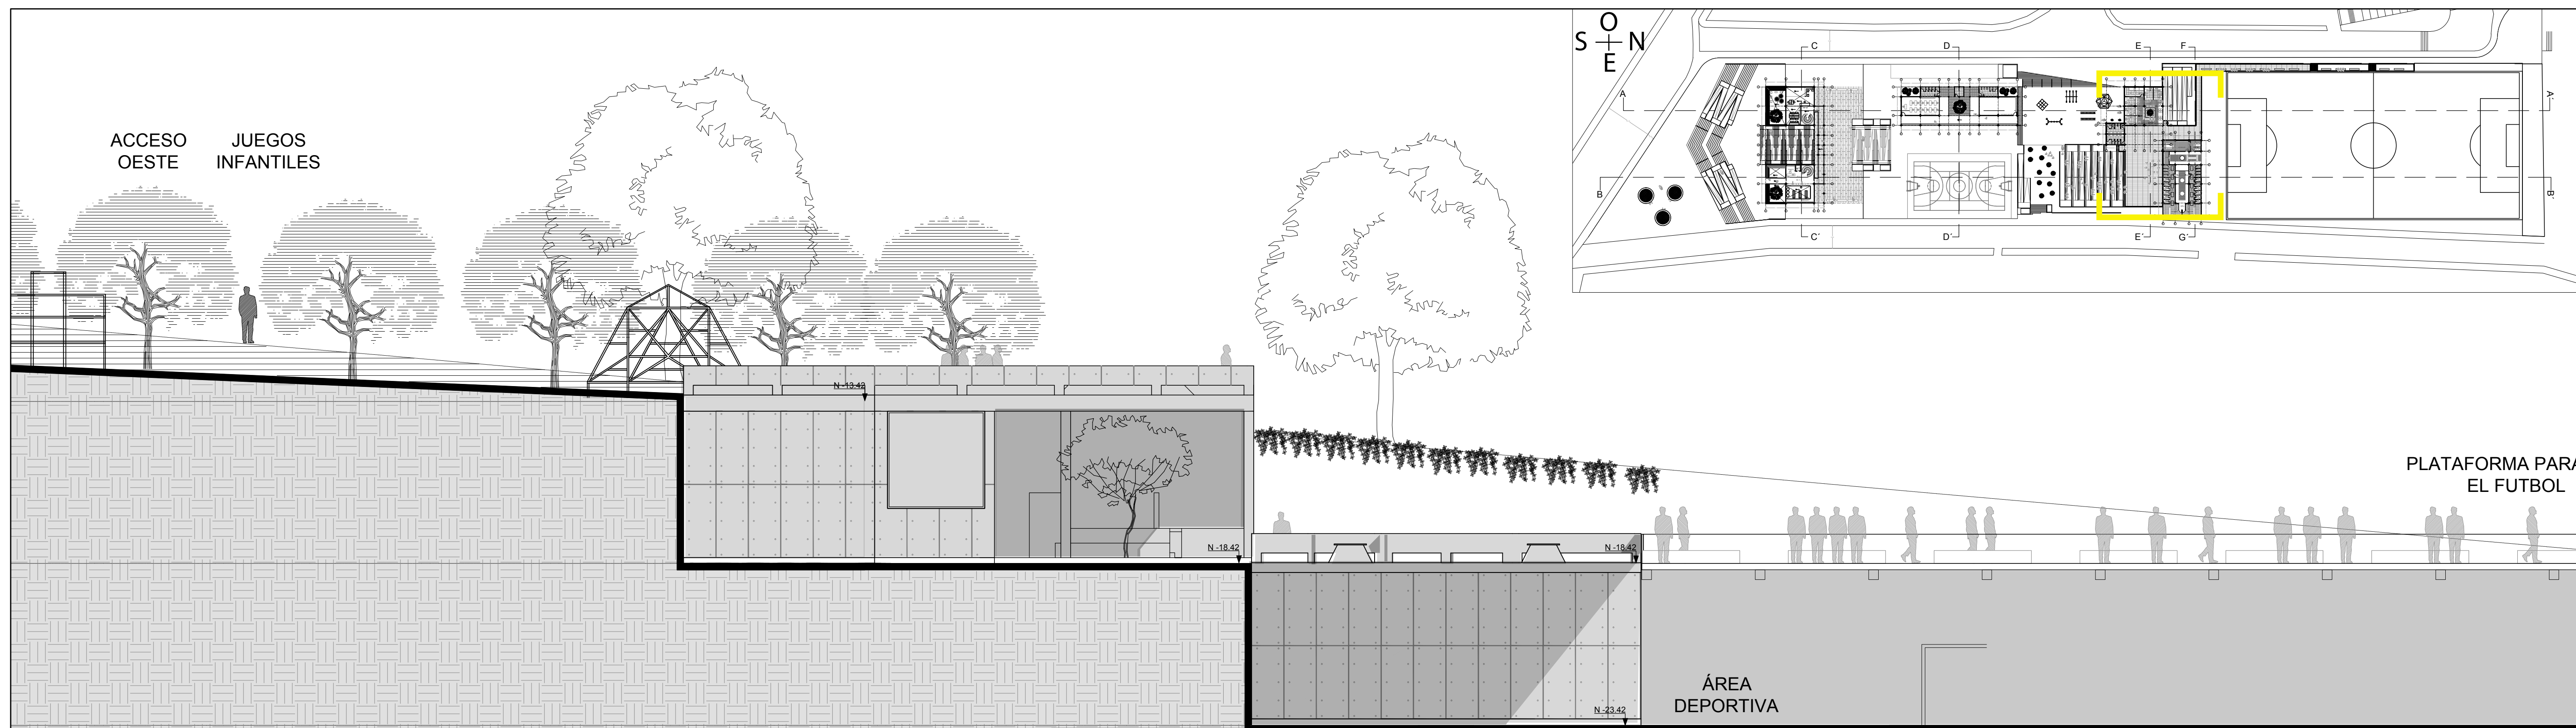 ACCESO
OESTE
JUEGOS
INFANTILES
O
S N
E
C
D
E
F
A
A´
B
B´
C´
D´
E´
G´
N -13.42
N -18.42
N -18.42
N -23.42
PLATAFORMA PARA
EL FUTBOL
ÁREA
DEPORTIVA